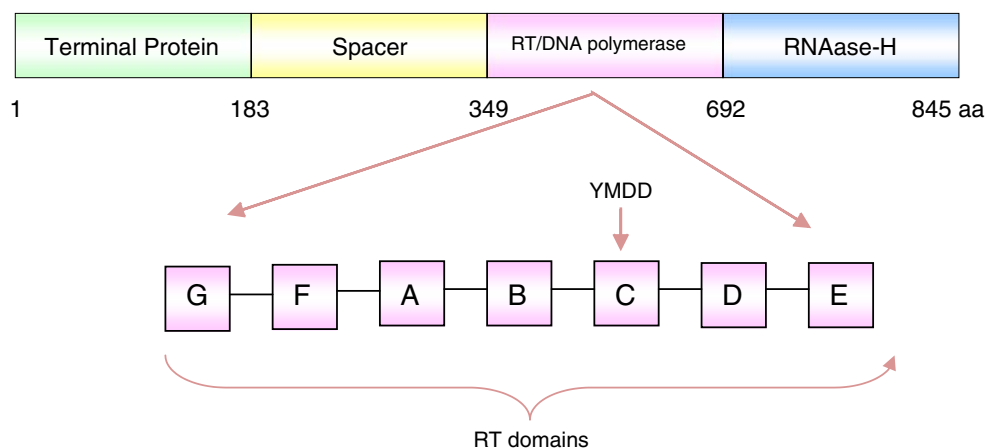 Terminal Protein Spacer RT/DNA polymerase RNAase-H
1 183 349 692 845 aa
YMDD
G F A B C D E
RT domains